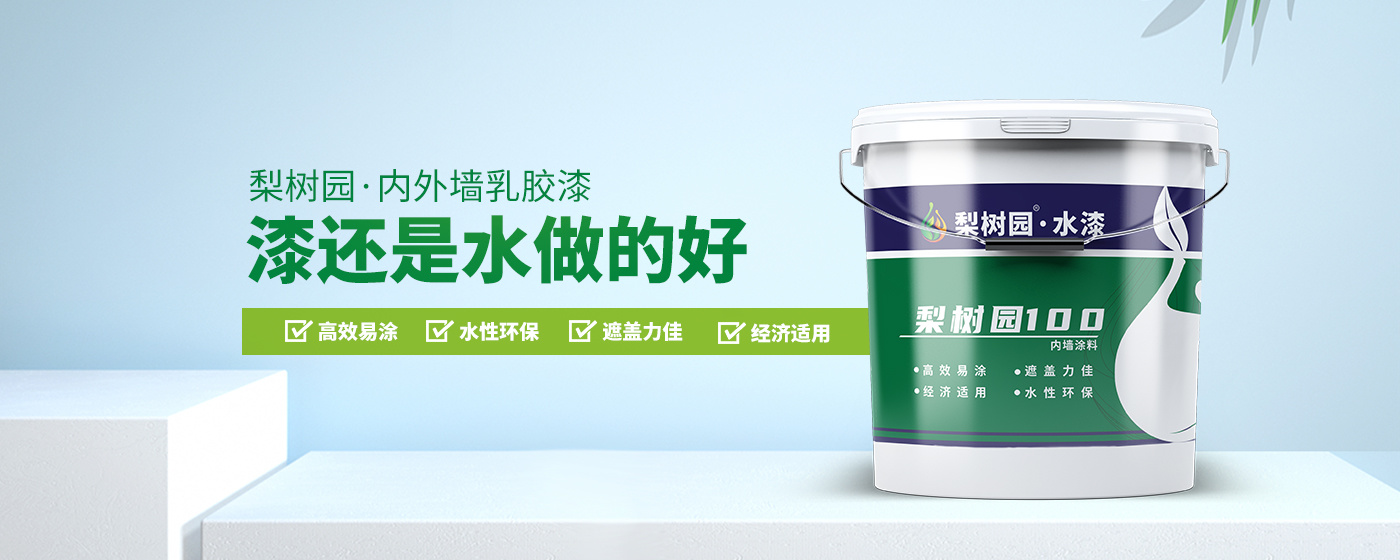 梨树园·内外墙乳胶漆
漆还是水做的好
高效易涂 水性环保 遮盖力佳 经济适用
梨树园®·水漆
梨树园100
内墙涂料
•高效易涂 •遮盖力佳
•经济适用 •水性环保